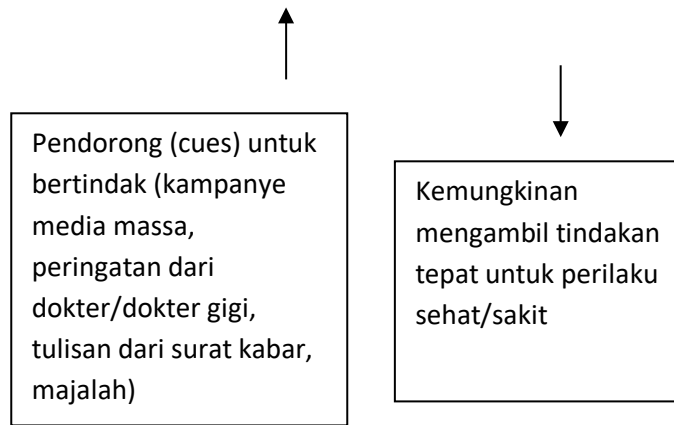 Pendorong (cues) untuk
bertindak (kampanye
media massa,
peringatan dari
dokter/dokter gigi,
tulisan dari surat kabar,
majalah)
Kemungkinan
mengambil tindakan
tepat untuk perilaku
sehat/sakit